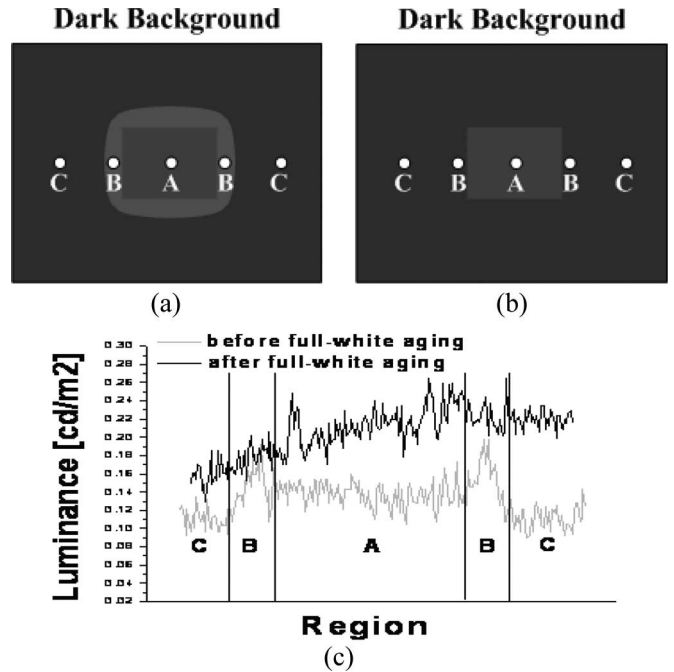 Dark Background
C B A B C
(a)
Dark Background
C B A B C
(b)
Luminance [cd/m2]
0.30
0.28
0.26
0.24
0.22
0.20
0.18
0.16
0.14
0.12
0.10
0.08
0.06
0.04
0.02
before full-white aging
after full-white aging
C B A B C
Region
(c)